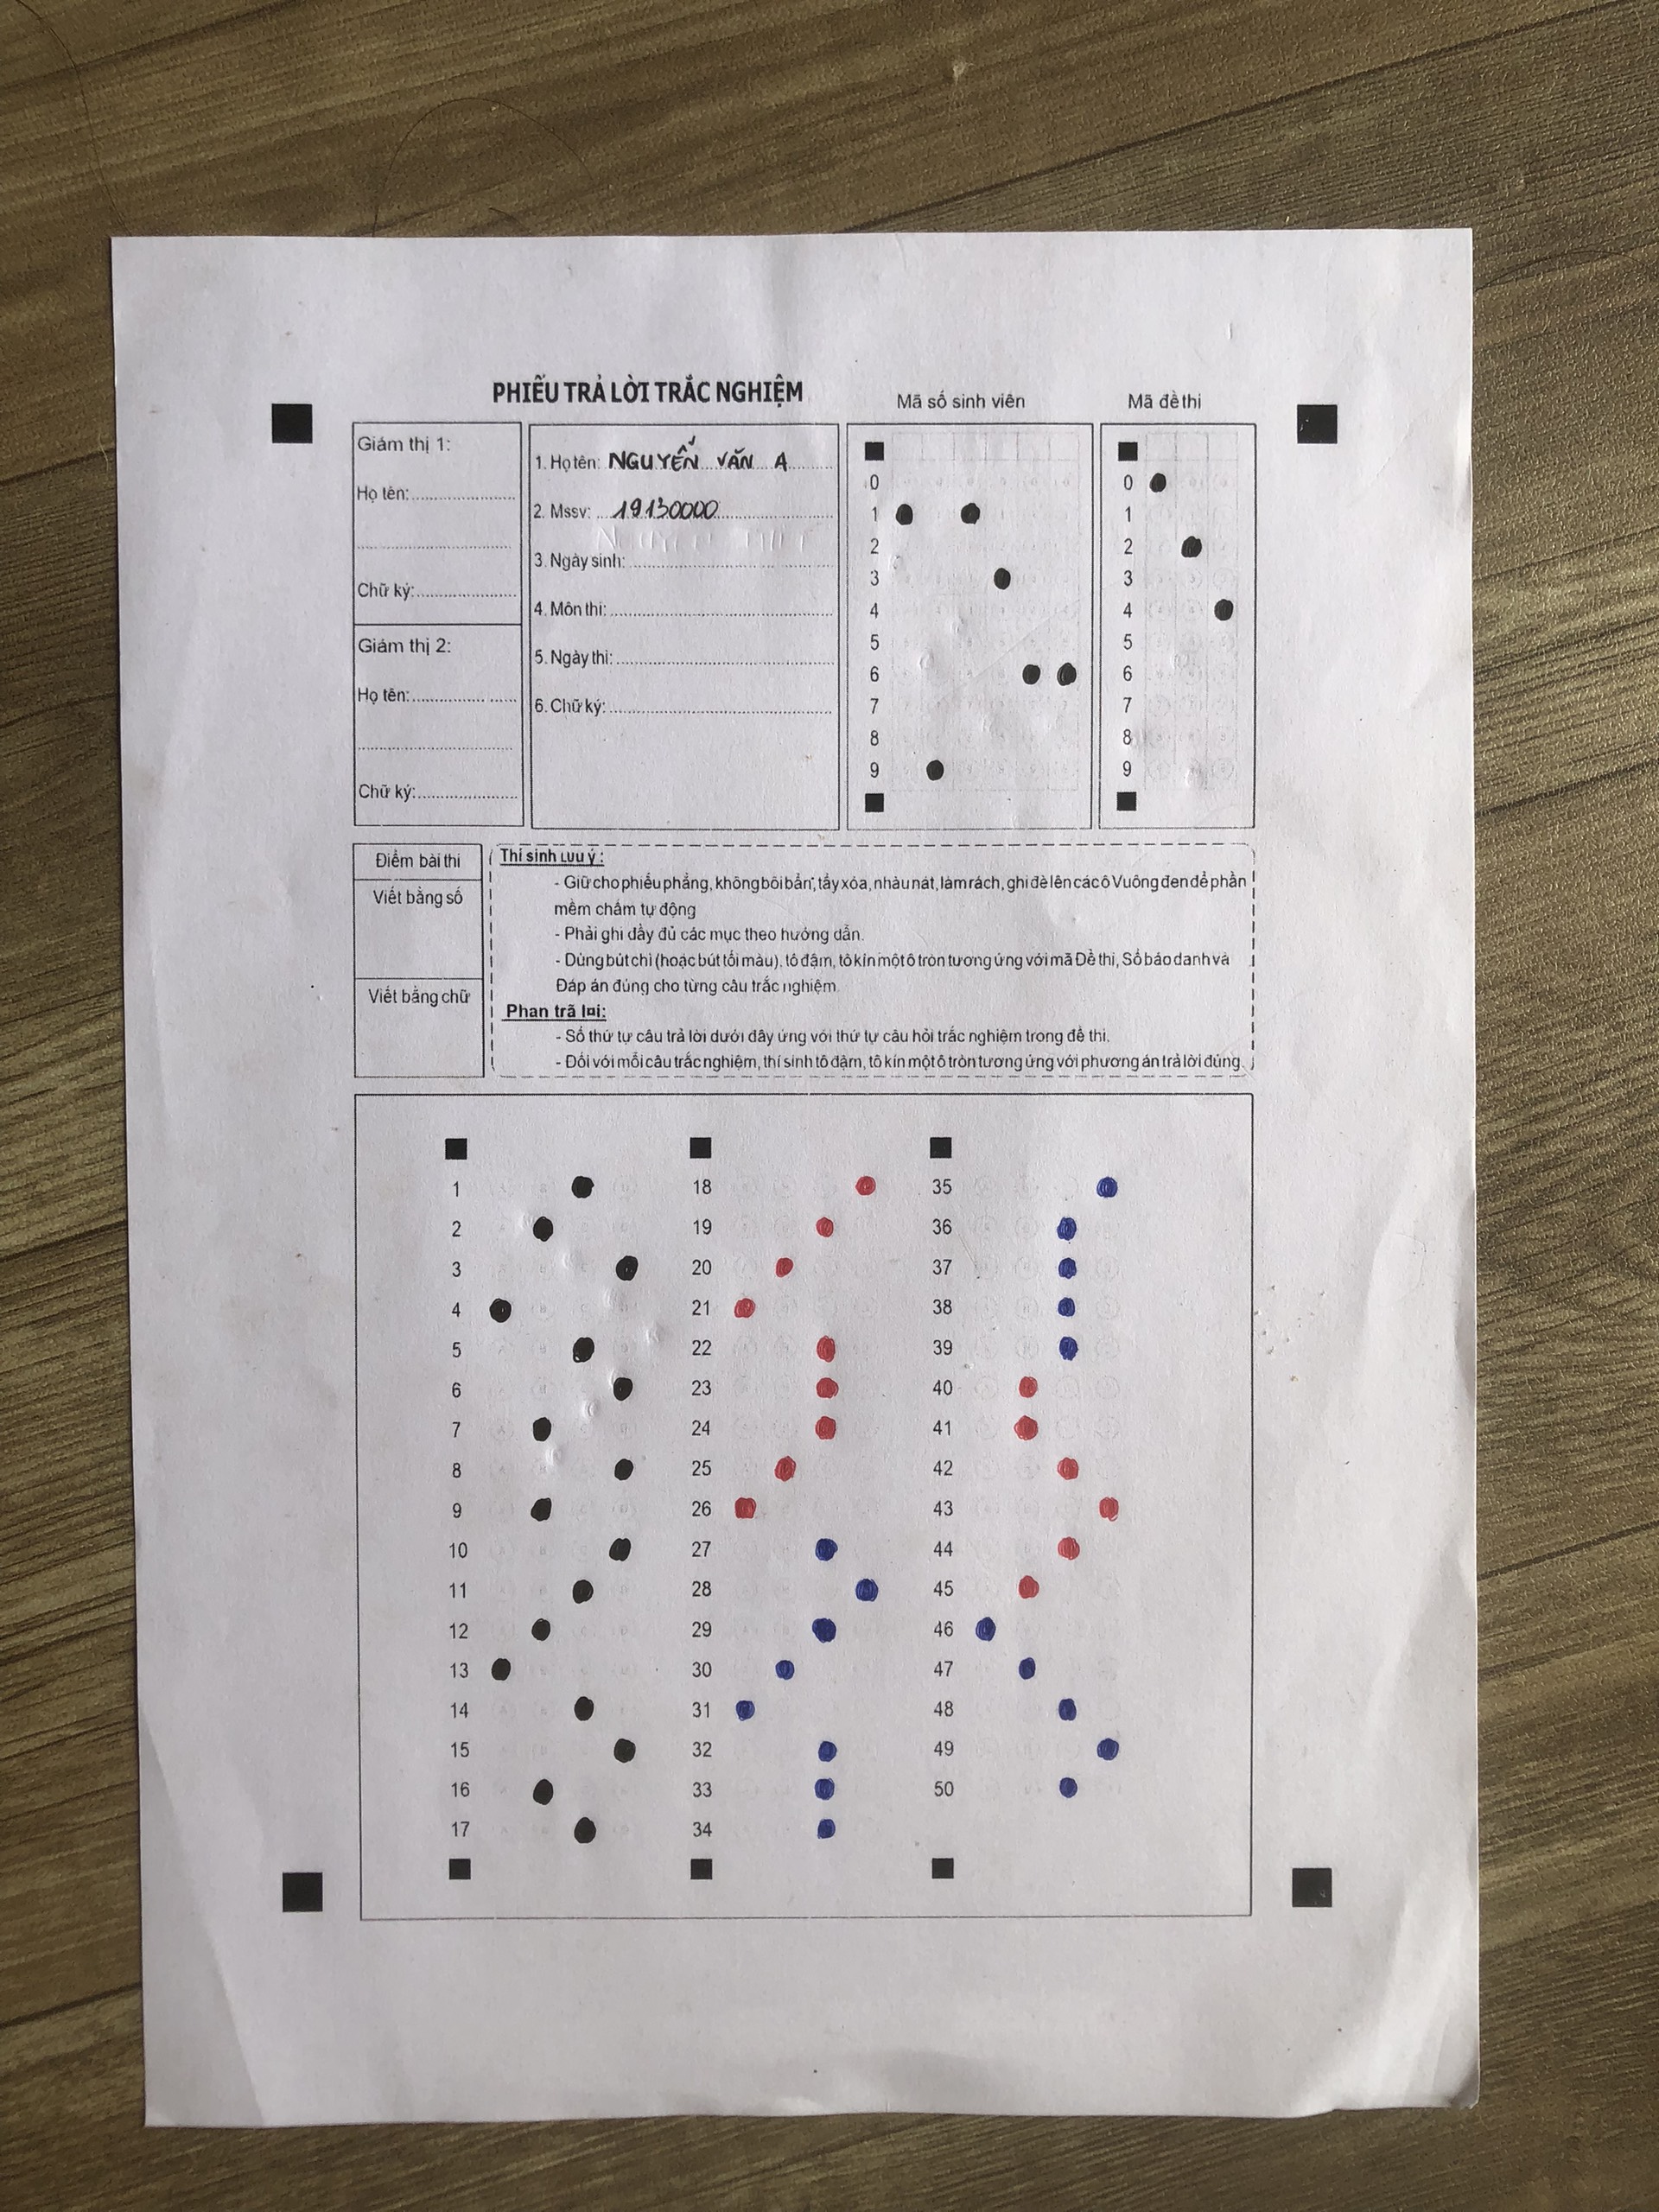 PHIẾU TRẢ LỜI TRẮC NGHIỆM
Mã số sinh viên
Mã đề thi
Giám thị 1:
Họ tên:
Chữ ký:
Giám thị 2:
Họ tên:
Chữ ký:
1. Họ tên: NGUYỄN VĂN A
2. Mssv: 19130000
3. Ngày sinh:
4. Môn thi:
5. Ngày thi:
6. Chữ ký:
0
1
2
3
4
5
6
7
8
9
0
1
2
3
4
5
6
7
8
9
Điểm bài thi
Viết bằng số
Viết bằng chữ
Thí sinh lưu ý:
- Giữ cho phiếu phẳng, không bôi bẩn, tẩy xóa, nhàu nát, làm rách, ghi đè lên các ô Vuông đen để phần
mềm chấm tự động
- Phải ghi đầy đủ các mục theo hướng dẫn.
- Dùng bút chì (hoặc bút tối màu), tô đậm, tô kín một ô tròn tương ứng với mã Đề thi, Số báo danh và
Đáp án đúng cho từng câu trắc nghiệm.
Phan trã lại:
- Số thứ tự câu trả lời dưới đây ứng với thứ tự câu hỏi trắc nghiệm trong đề thi.
- Đối với mỗi câu trắc nghiệm, thí sinh tô đậm, tô kín một ô tròn tương ứng với phương án trả lời đúng.
1
2
3
4
5
6
7
8
9
10
11
12
13
14
15
16
17
18
19
20
21
22
23
24
25
26
27
28
29
30
31
32
33
34
35
36
37
38
39
40
41
42
43
44
45
46
47
48
49
50